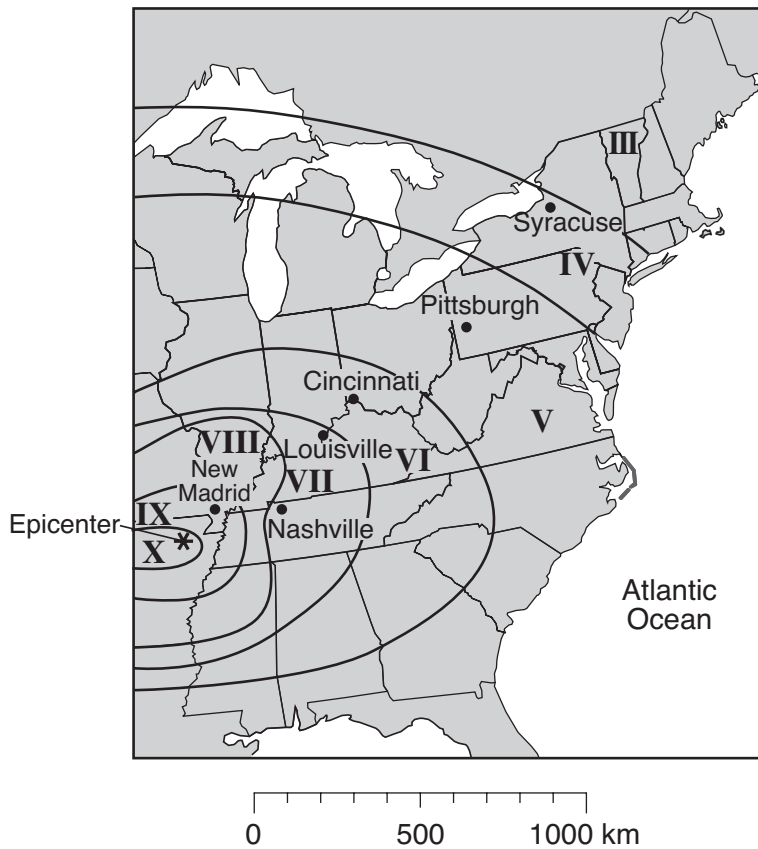 III
Syracuse
IV
Pittsburgh
Cincinnati
V
VIII
Louisville
VI
New
Madrid
VII
IX
Nashville
Epicenter
X
Atlantic
Ocean
0 500 1000 km